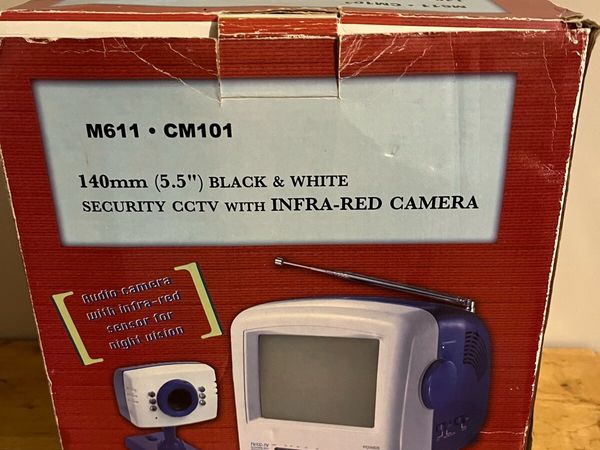 M611 • CM101
140mm (5.5") BLACK & WHITE
SECURITY CCTV WITH INFRA-RED CAMERA
Audio camera
with infra-red
sensor for
night vision
POWER